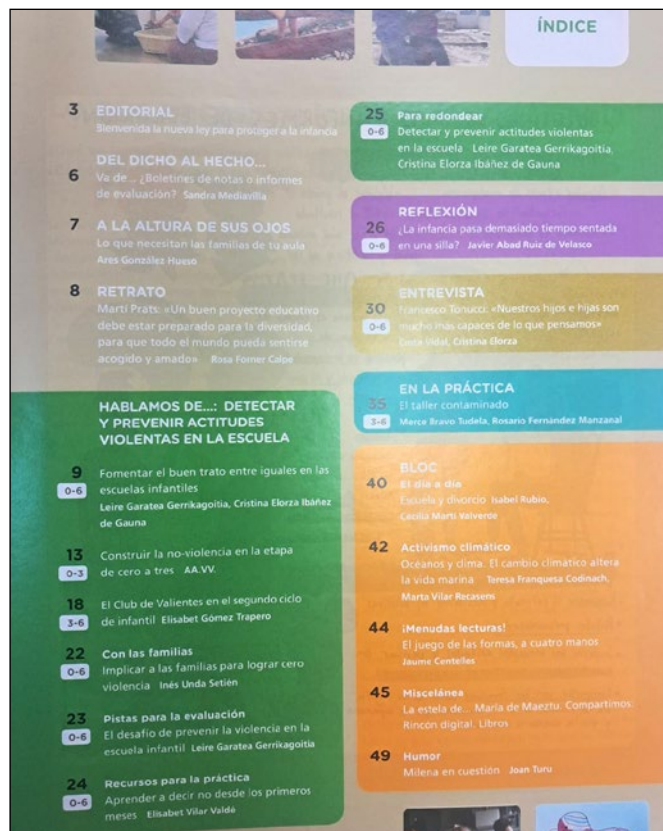 ÍNDICE
3 EDITORIAL
Bienvenida la nueva ley para proteger a la infancia
DEL DICHO AL HECHO...
6 Va de... ¿Boletines de notas o informes
de evaluación? Sandra Mediavilla
7 A LA ALTURA DE SUS OJOS
Lo que necesitan las familias de tu aula
Ares González Hueso
8 RETRATO
Martí Prats: «Un buen proyecto educativo
debe estar preparado para la diversidad,
para que todo el mundo pueda sentirse
acogido y amado» Rosa Forner Calpe
HABLAMOS DE...: DETECTAR
Y PREVENIR ACTITUDES
VIOLENTAS EN LA ESCUELA
9 Fomentar el buen trato entre iguales en las
0-6 escuelas infantiles
Leire Garatea Gerrikagoitia, Cristina Elorza Ibáñez
de Gauna
13 Construir la no-violencia en la etapa
0-3 de cero a tres AA.VV.
18 El Club de Valientes en el segundo ciclo
3-6 de infantil Elisabet Gómez Trapero
22 Con las familias
0-6 Implicar a las familias para lograr cero
violencia Inés Unda Setién
23 Pistas para la evaluación
0-6 El desafío de prevenir la violencia en la
escuela infantil Leire Garatea Gerrikagoitia
24 Recursos para la práctica
0-6 Aprender a decir no desde los primeros
meses Elisabet Vilar Valdé
25 Para redondear
0-6 Detectar y prevenir actitudes violentas
en la escuela Leire Garatea Gerrikagoitia,
Cristina Elorza Ibáñez de Gauna
REFLEXIÓN
26 ¿La infancia pasa demasiado tiempo sentada
0-6 en una silla? Javier Abad Ruiz de Velasco
ENTREVISTA
30 Francesco Tonucci: «Nuestros hijos e hijas son
0-6 mucho más capaces de lo que pensamos»
Vidal, Cristina Elorza
EN LA PRÁCTICA
35 El taller contaminado
3-6 Merce Bravo Tudela, Rosario Fernández Manzanal
BLOC
40 El día a día
Escuela y divorcio Isabel Rubio,
Cecilia Martí Valverde
42 Activismo climático
Océanos y clima. El cambio climático altera
la vida marina Teresa Franquesa Codinach,
Marta Vilar Recasens
44 ¡Menudas lecturas!
El juego de las formas, a cuatro manos
Jaume Centelles
45 Miscelánea
La estela de... María de Maeztu. Compartimos.
Rincón digital. Libros
49 Humor
Milena en cuestión Joan Turu